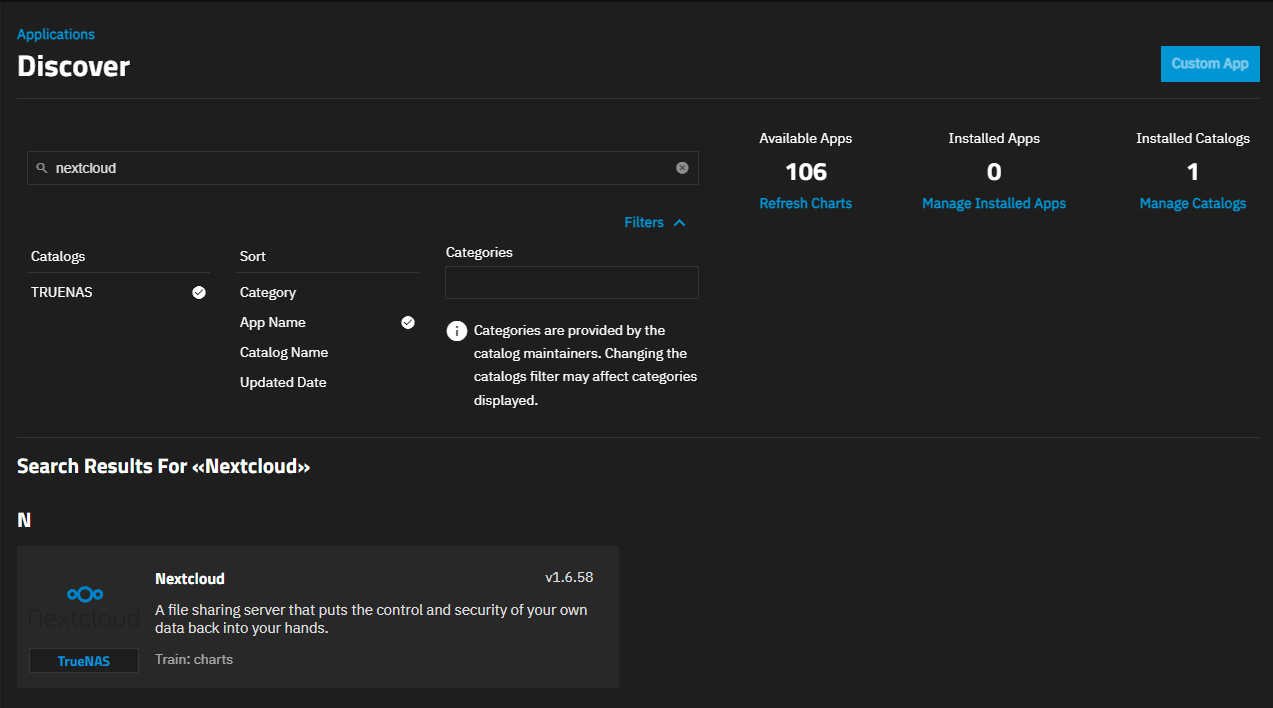 Applications
Discover
Custom App
nextcloud
Available Apps
106
Refresh Charts
Installed Apps
0
Manage Installed Apps
Installed Catalogs
1
Manage Catalogs
Filters
Catalogs
TRUENAS
Sort
Category
App Name
Catalog Name
Updated Date
Categories
Categories are provided by the
catalog maintainers. Changing the
catalogs filter may affect categories
displayed.
Search Results For «Nextcloud»
N
Nextcloud
TrueNAS
Nextcloud
v1.6.58
A file sharing server that puts the control and security of your own
data back into your hands.
Train: charts